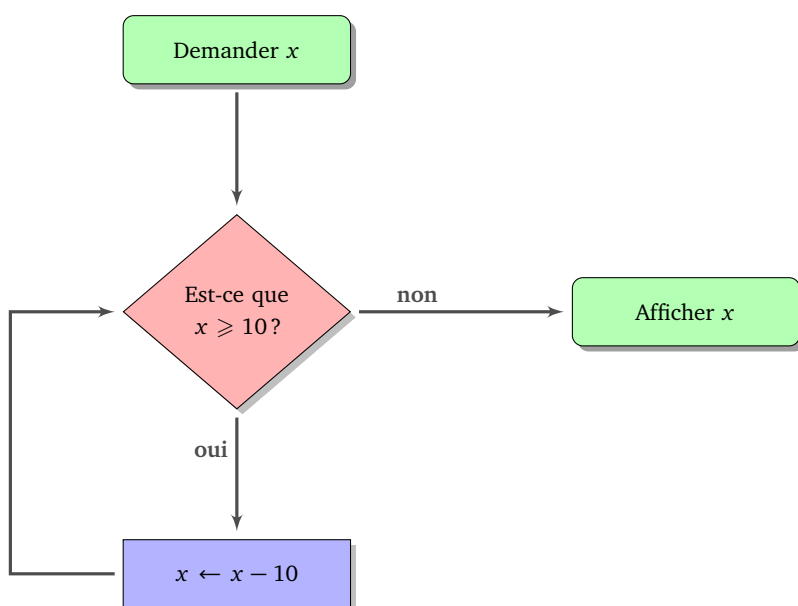 Demander x
Est-ce que
x ⩾ 10 ?
non
Afficher x
oui
x ← x − 10